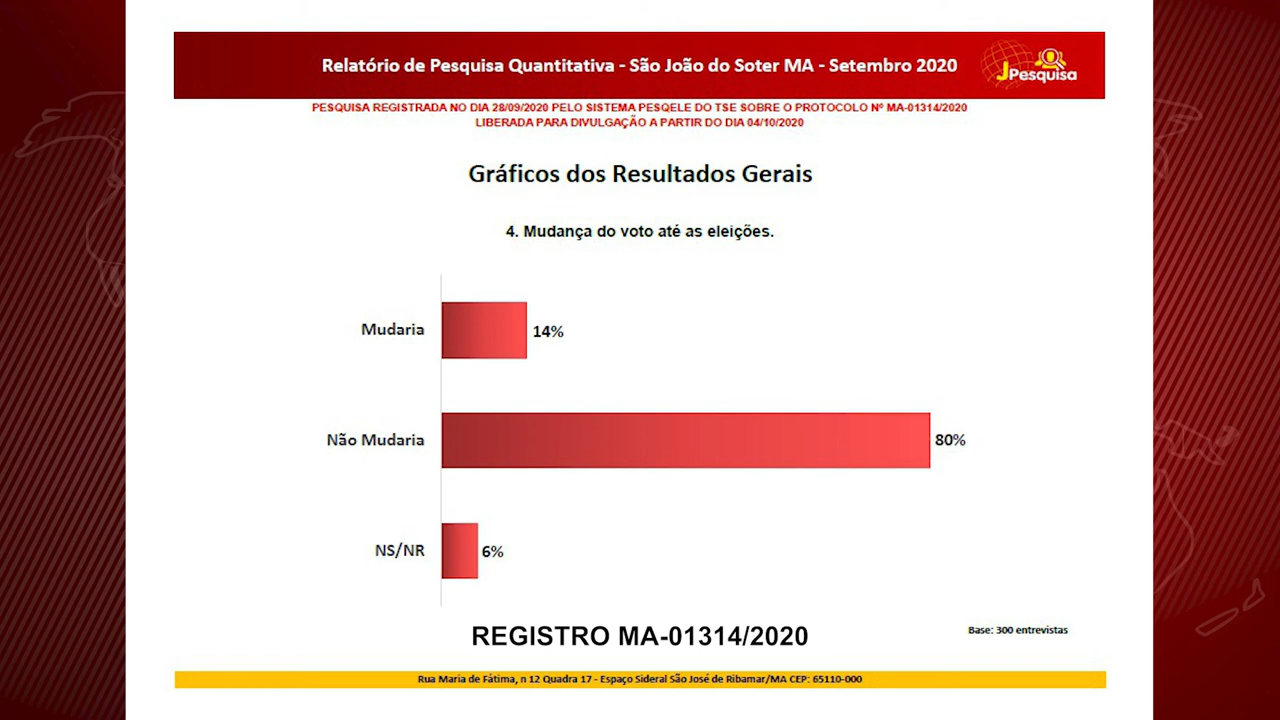 Relatório de Pesquisa Quantitativa - São João do Soter MA - Setembro 2020
JPesquisa
PESQUISA REGISTRADA NO DIA 28/09/2020 PELO SISTEMA PESQELE DO TSE SOBRE O PROTOCOLO Nº MA-01314/2020
LIBERADA PARA DIVULGAÇÃO A PARTIR DO DIA 04/10/2020
Gráficos dos Resultados Gerais
4. Mudança do voto até as eleições.
Mudaria 14%
Não Mudaria 80%
NS/NR 6%
REGISTRO MA-01314/2020
Base: 300 entrevistas
Rua Maria de Fátima, n 12 Quadra 17 - Espaço Sideral São José de Ribamar/MA CEP: 65110-000